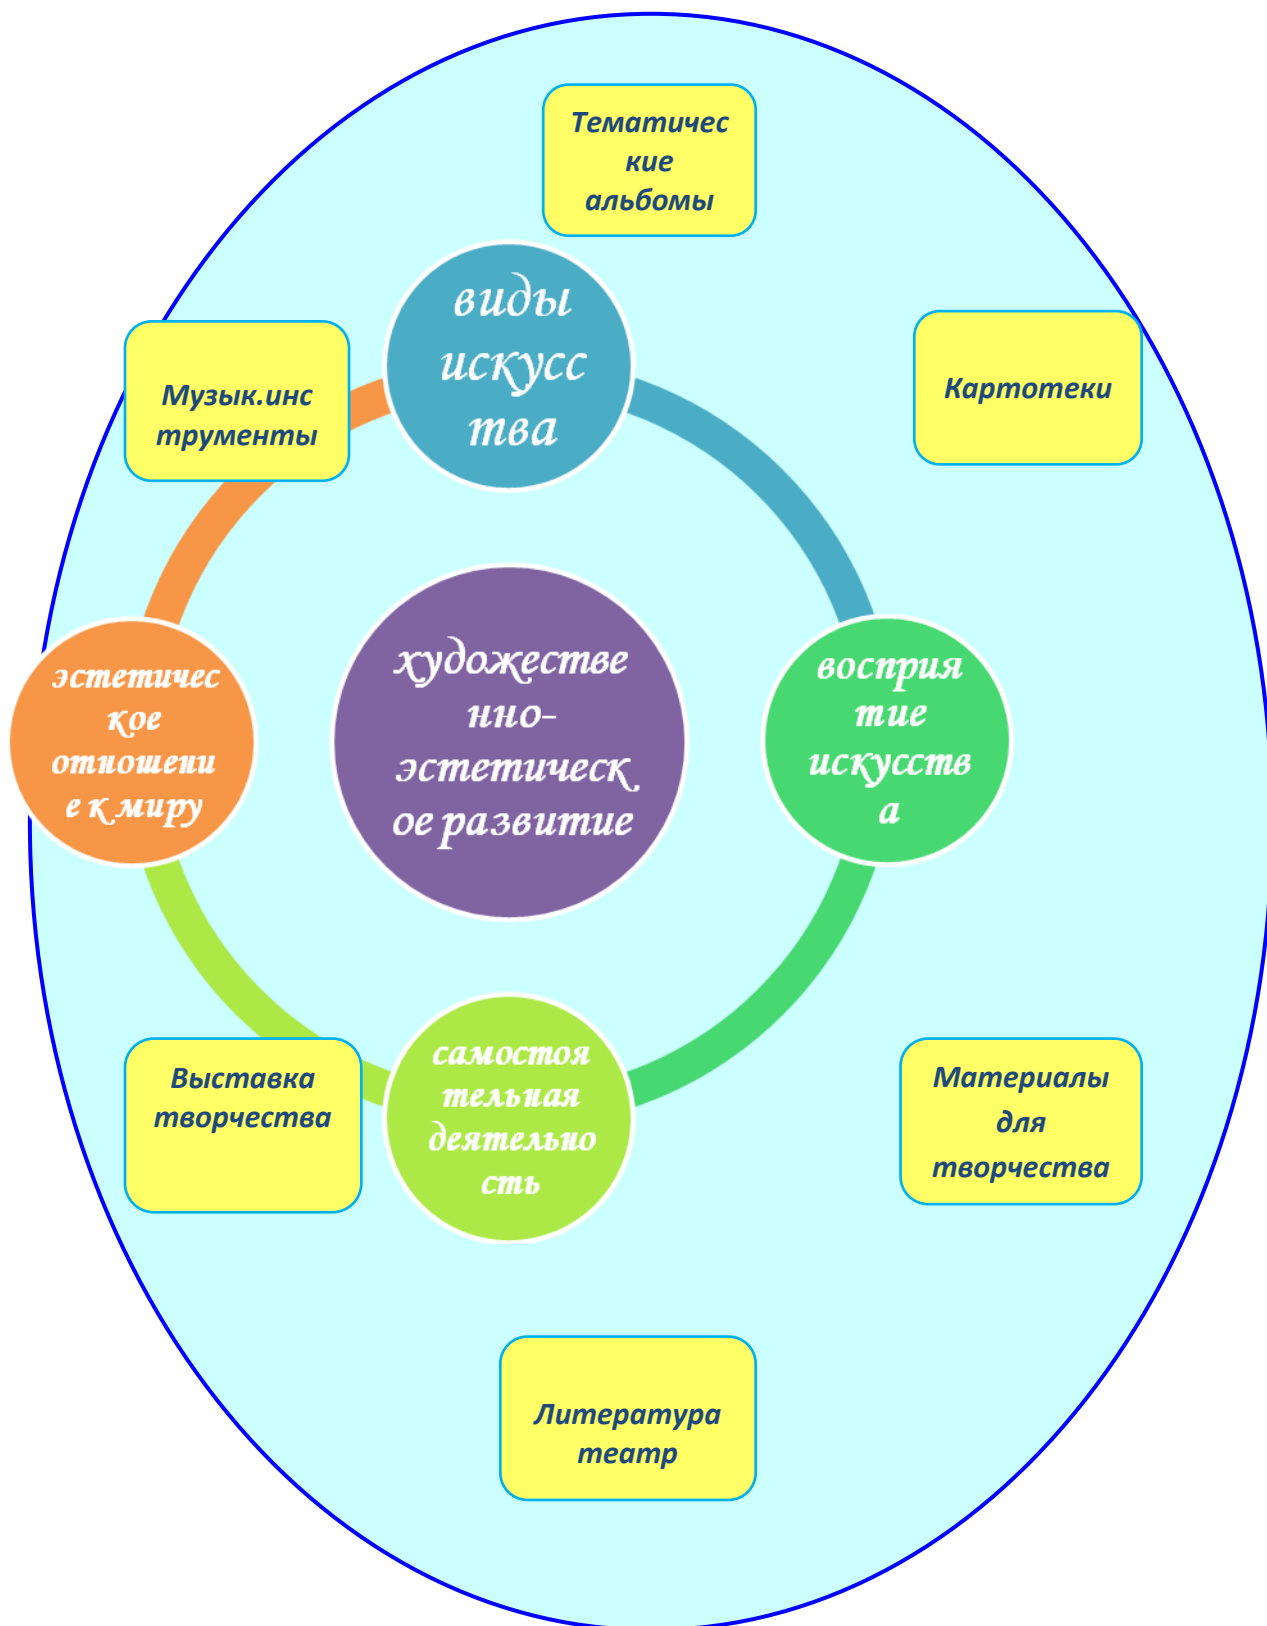 Тематичес
кие
альбомы
виды
искусс
тва
Музык.инс
трументы
Картотеки
художестве
нно-
эстетическ
ое развитие
эстетичес
кое
отношени
е к миру
восприя
тие
искусств
а
самостоя
тельная
деятельно
сть
Выставка
творчества
Материалы
для
творчества
Литература
театр